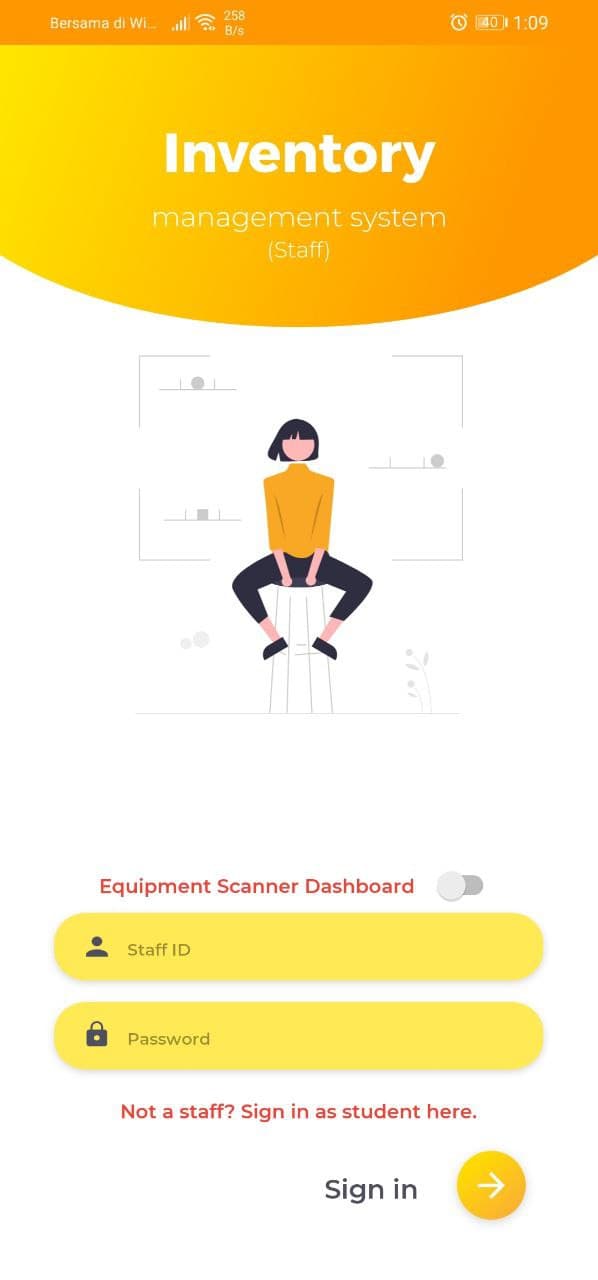 Bersama di Wi... 258 40 1:09
B/s
Inventory
management system
(Staff)
Equipment Scanner Dashboard
Staff ID
Password
Not a staff? Sign in as student here.
Sign in